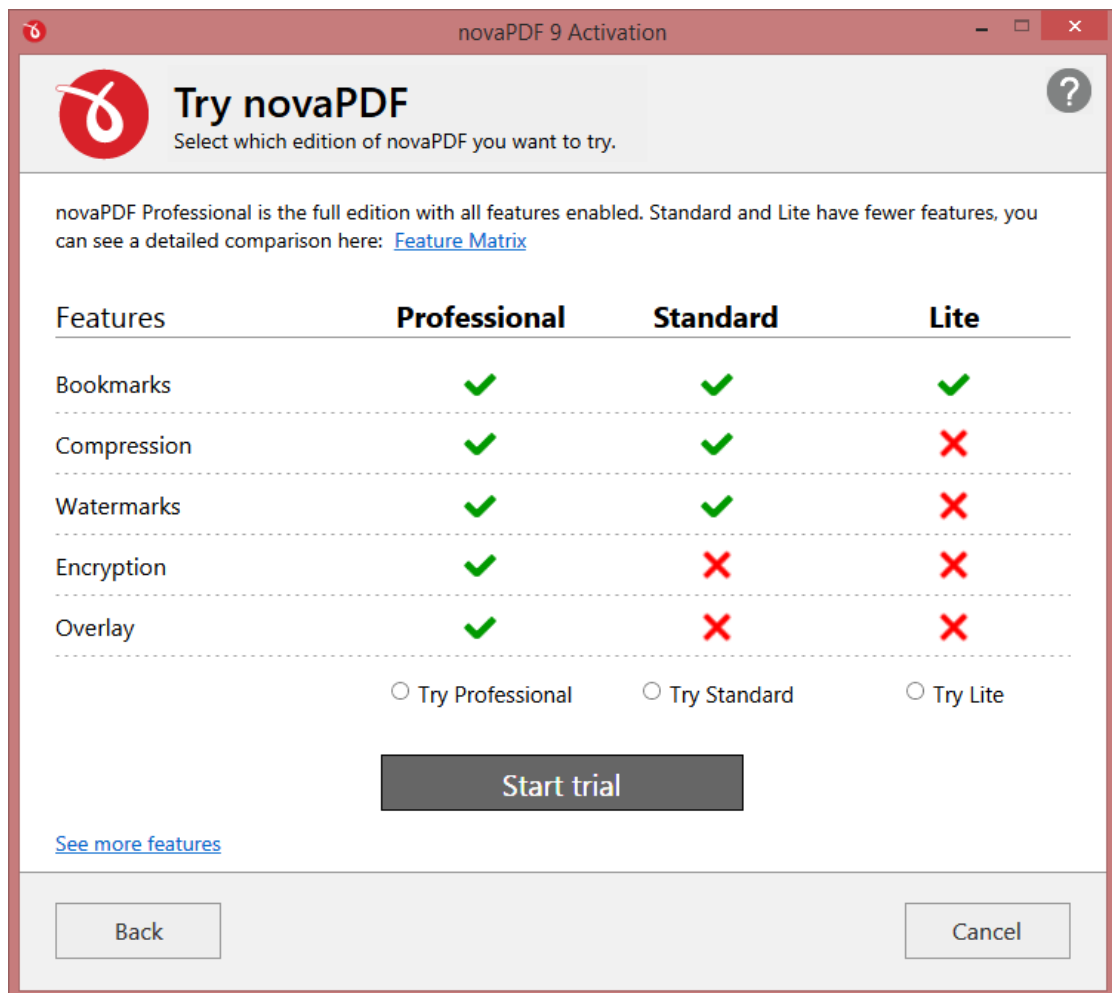 novaPDF 9 Activation
Try novaPDF
Select which edition of novaPDF you want to try.
novaPDF Professional is the full edition with all features enabled. Standard and Lite have fewer features, you
can see a detailed comparison here: Feature Matrix
Features Professional Standard Lite
Bookmarks
Compression
Watermarks
Encryption
Overlay
Try Professional Try Standard Try Lite
Start trial
See more features
Back Cancel